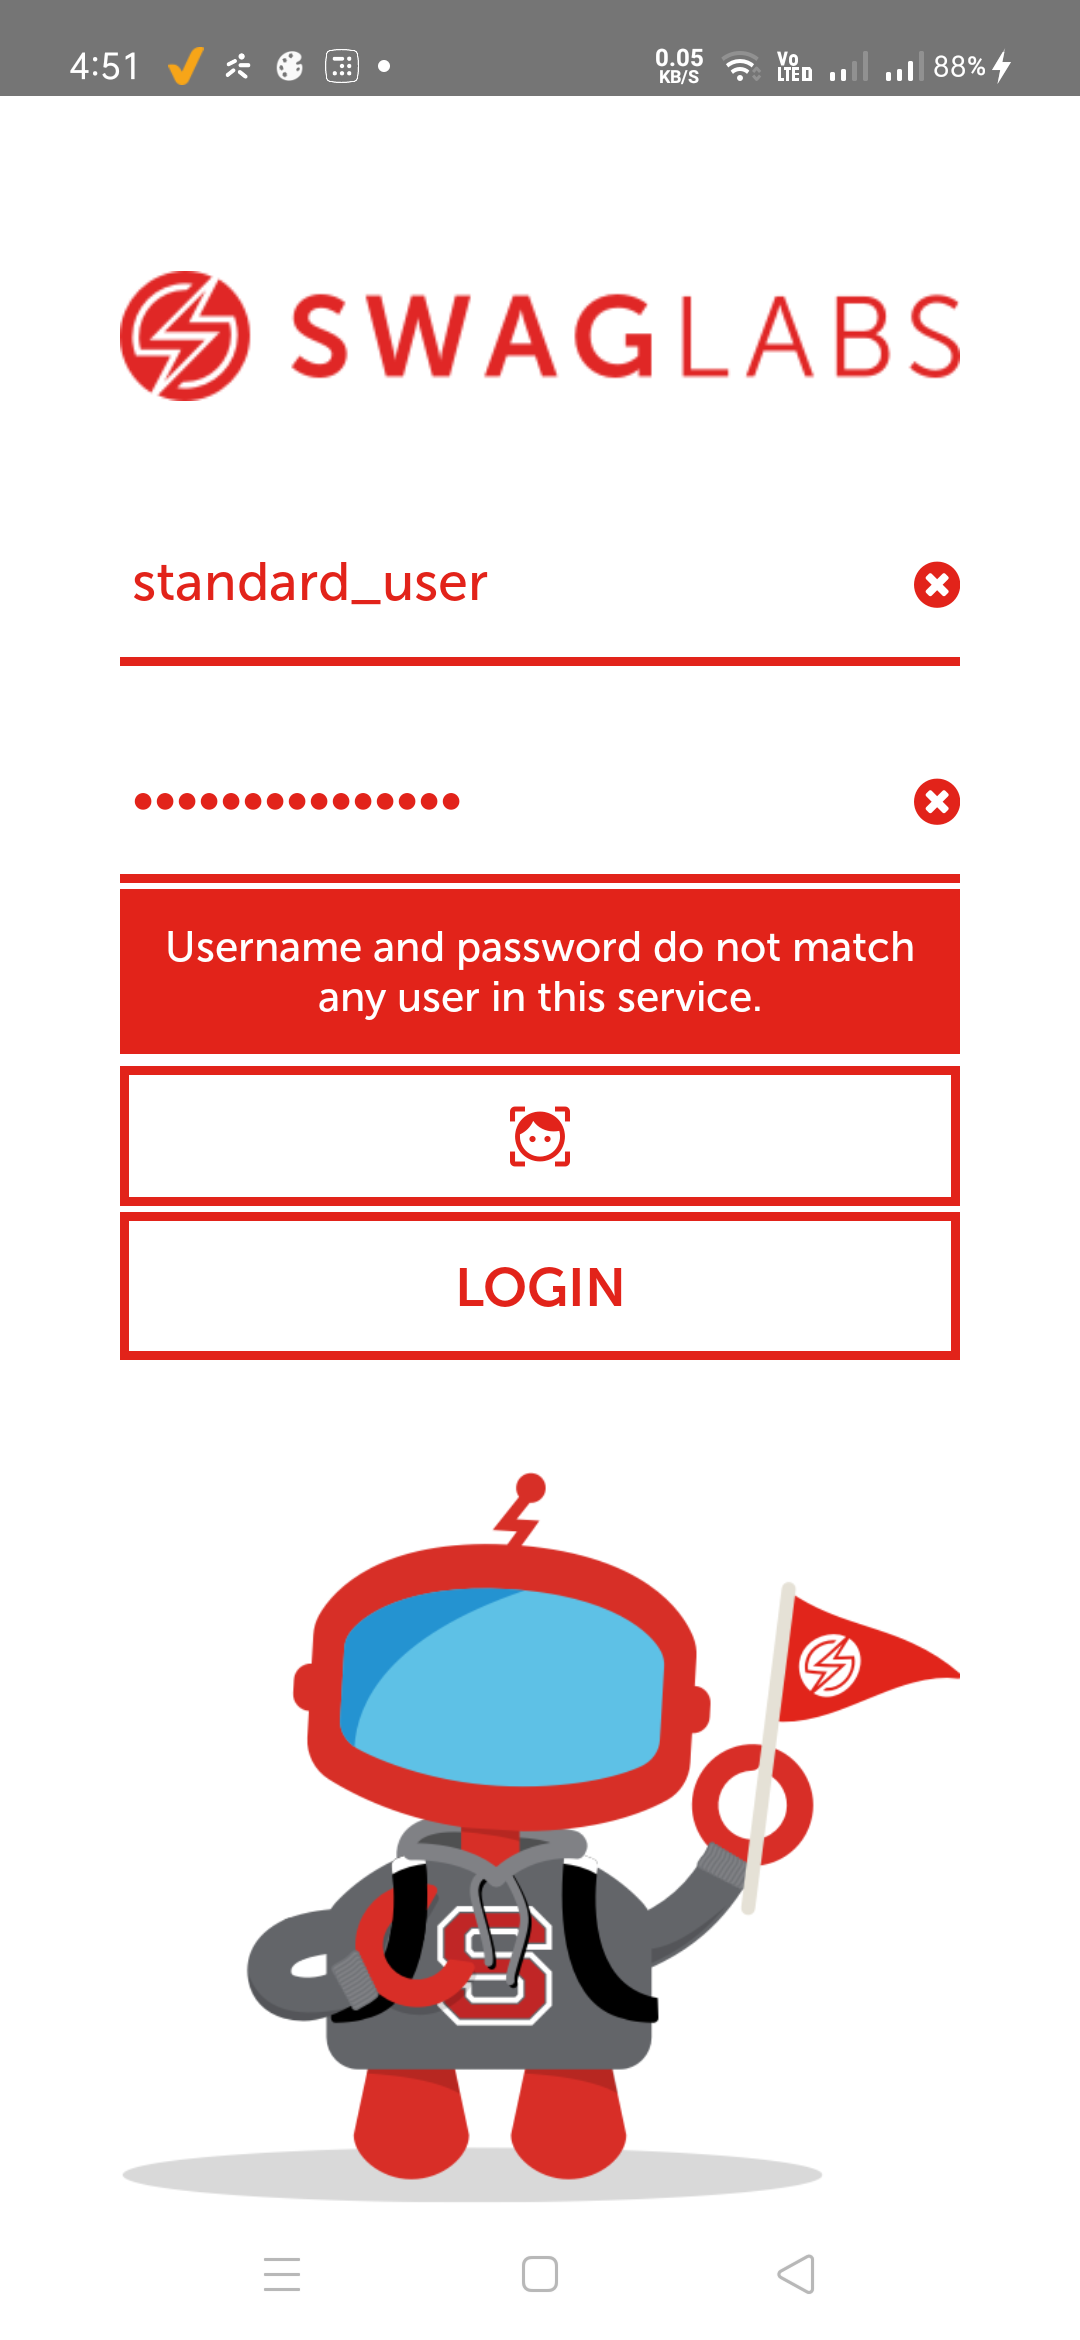 4:51 0.05 KB/S Vo LTE 88%
SWAGLABS
standard_user
•••••••••••••••
Username and password do not match
any user in this service.
LOGIN
S